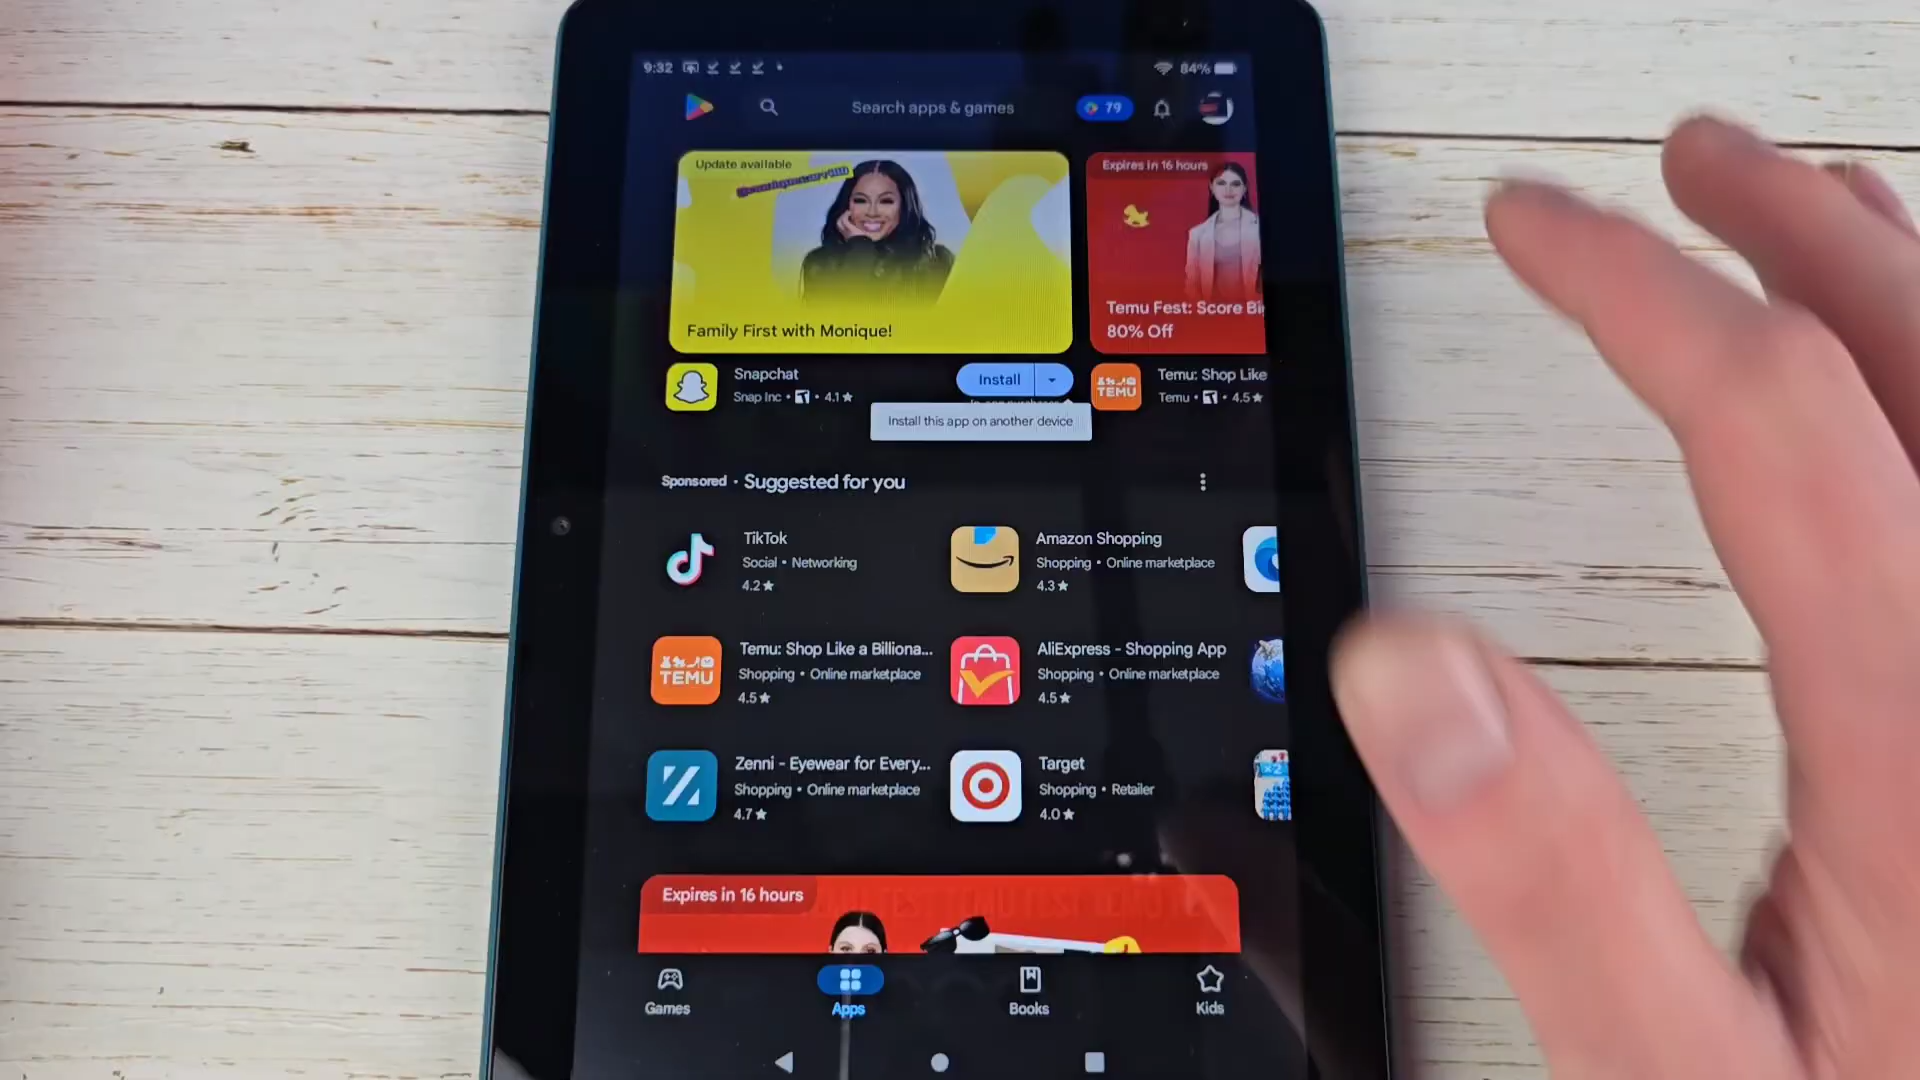 9:32
84%
Search apps & games
79
Update available
Family First with Monique!
Expires in 16 hours
Temu Fest: Score Bi
80% Off
Snapchat
Snap Inc • 4.1★
Install
TEMU
Temu: Shop Like
Temu • 4.5★
Install this app on another device
Sponsored • Suggested for you
TikTok
Social • Networking
4.2★
Amazon Shopping
Shopping • Online marketplace
4.3★
TEMU
Temu: Shop Like a Billiona...
Shopping • Online marketplace
4.5★
AliExpress - Shopping App
Shopping • Online marketplace
4.5★
Zenni - Eyewear for Every...
Shopping • Online marketplace
4.7★
Target
Shopping • Retailer
4.0★
x2
Expires in 16 hours
Games
Apps
Books
Kids